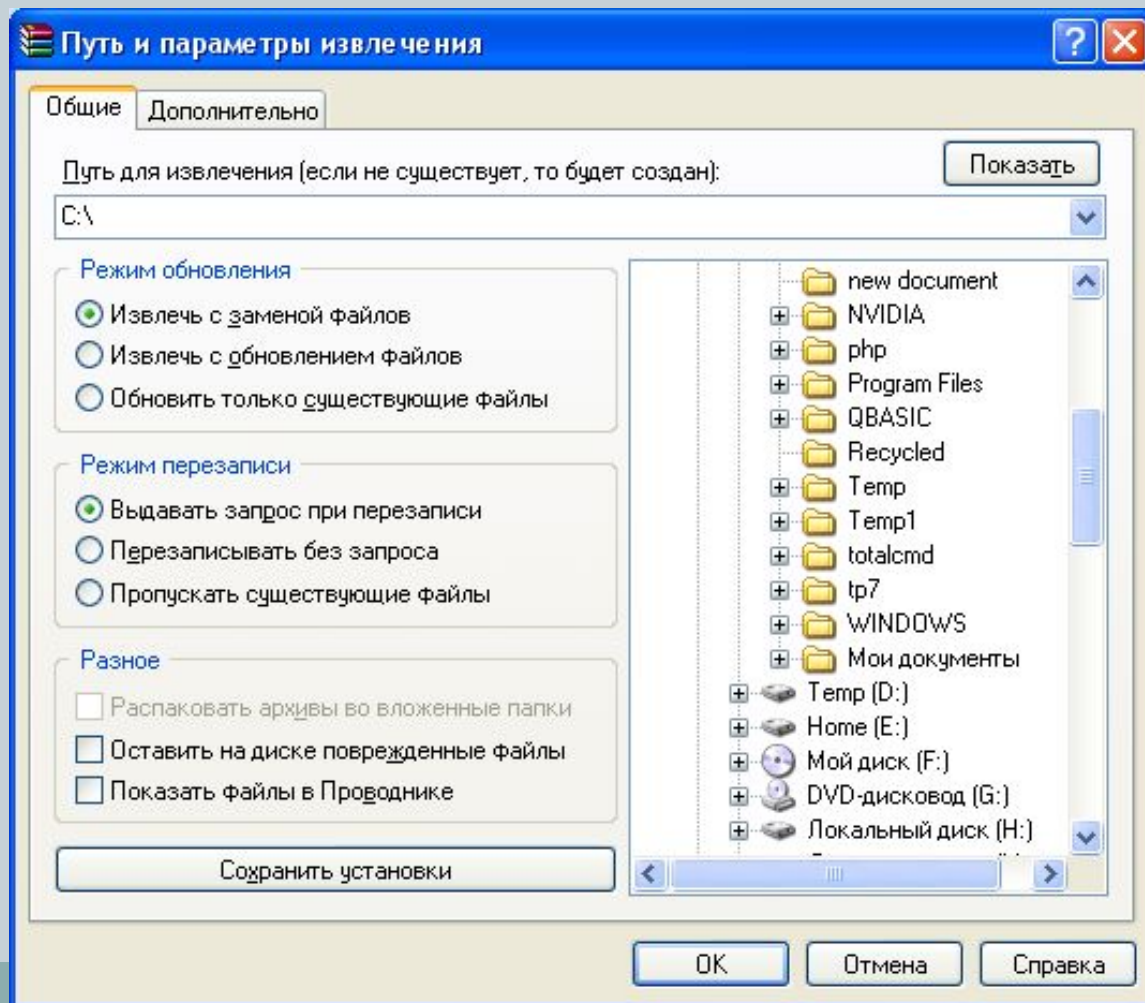 Путь и параметры извлечения
Общие
Дополнительно
Путь для извлечения (если не существует, то будет создан):
Показать
C:\
Режим обновления
Извлечь с заменой файлов
Извлечь с обновлением файлов
Обновить только существующие файлы
Режим перезаписи
Выдавать запрос при перезаписи
Перезаписывать без запроса
Пропускать существующие файлы
Разное
Распаковать архивы во вложенные папки
Оставить на диске поврежденные файлы
Показать файлы в Проводнике
Сохранить установки
new document
NVIDIA
php
Program Files
QBASIC
Recycled
Temp
Temp1
totalcmd
tp7
WINDOWS
Мои документы
Temp (D:)
Home (E:)
Мой диск (F:)
DVD-дисковод (G:)
Локальный диск (H:)
OK
Отмена
Справка